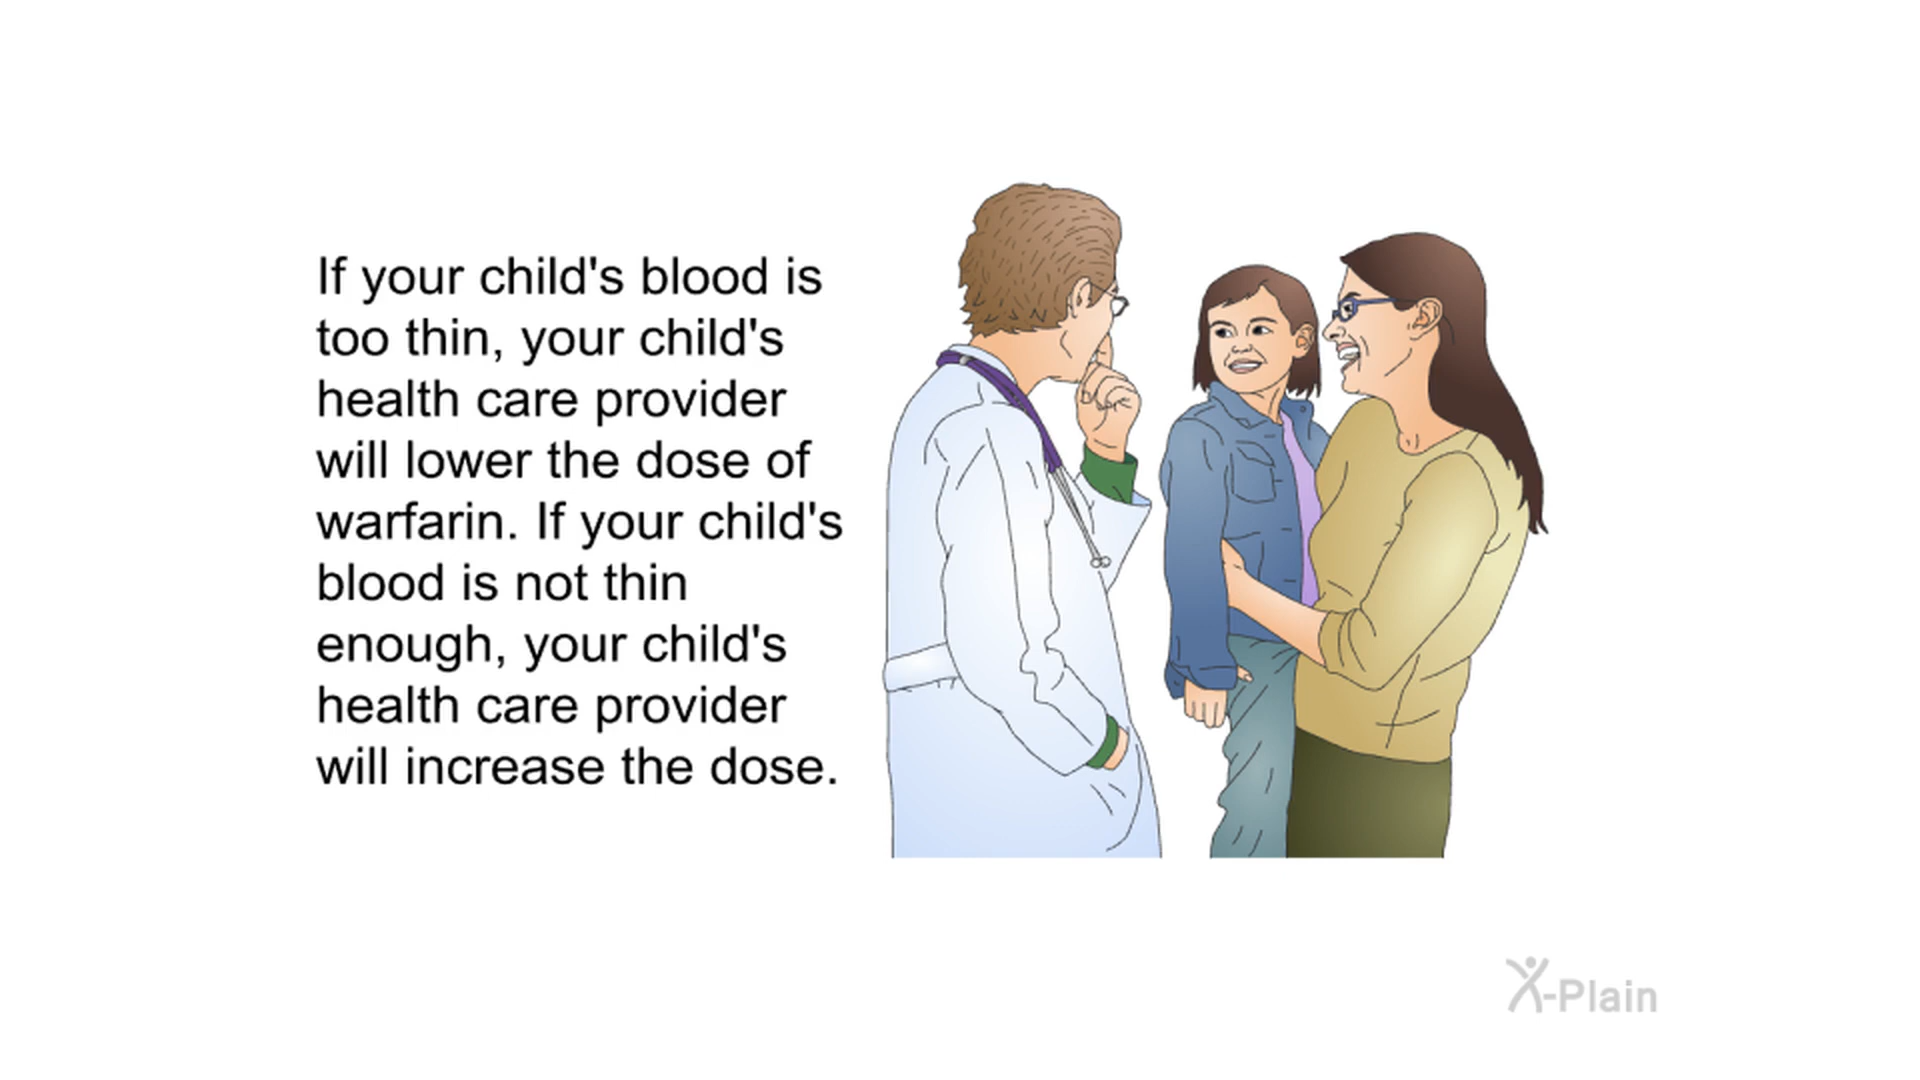 If your child's blood is
too thin, your child's
health care provider
will lower the dose of
warfarin. If your child's
blood is not thin
enough, your child's
health care provider
will increase the dose.
X-Plain